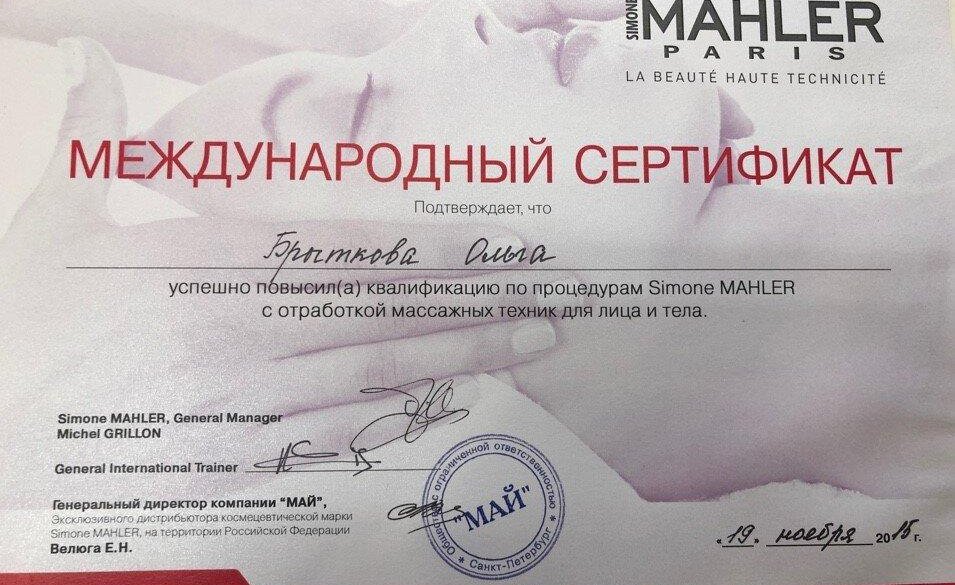 SIMONE MAHLER
PARIS
LA BEAUTÉ HAUTE TECHNICITÉ
МЕЖДУНАРОДНЫЙ СЕРТИФИКАТ
Подтверждает, что
Брыткова Ольга
успешно повысил(а) квалификацию по процедурам Simone MAHLER
с отработкой массажных техник для лица и тела.
Simone MAHLER, General Manager
Michel GRILLON
General International Trainer
Генеральный директор компании "МАЙ",
Эксклюзивного дистрибьютора космецевтической марки
Simone MAHLER, на территории Российской Федерации
Велюга Е.Н.
Общество с ограниченной ответственностью
"МАЙ"
* Санкт-Петербург *
«19» ноября 2015г.